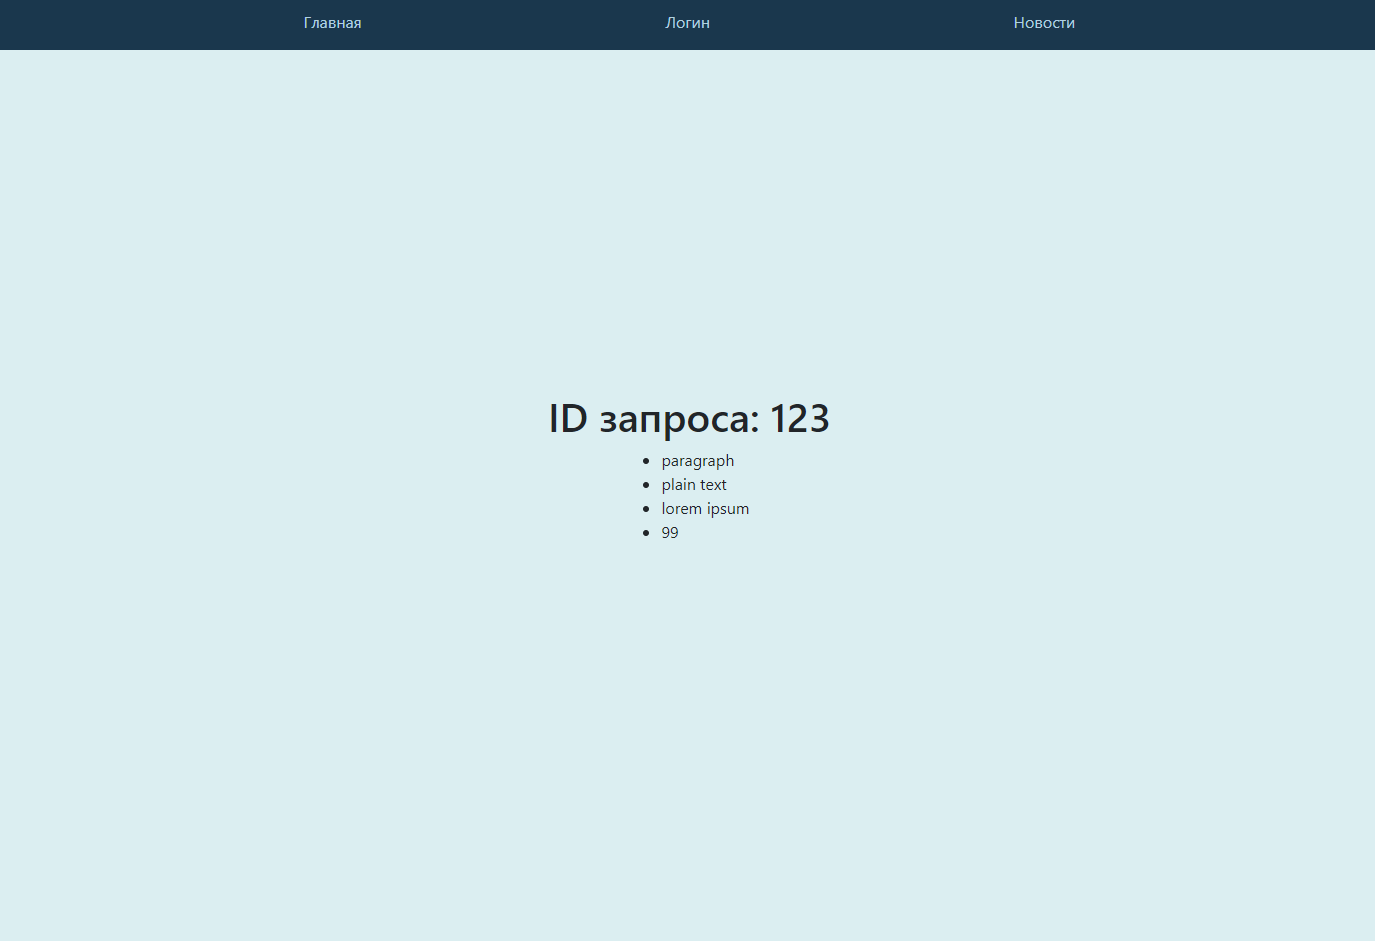 Главная Логин Новости
ID запроса: 123
paragraph
plain text
lorem ipsum
99